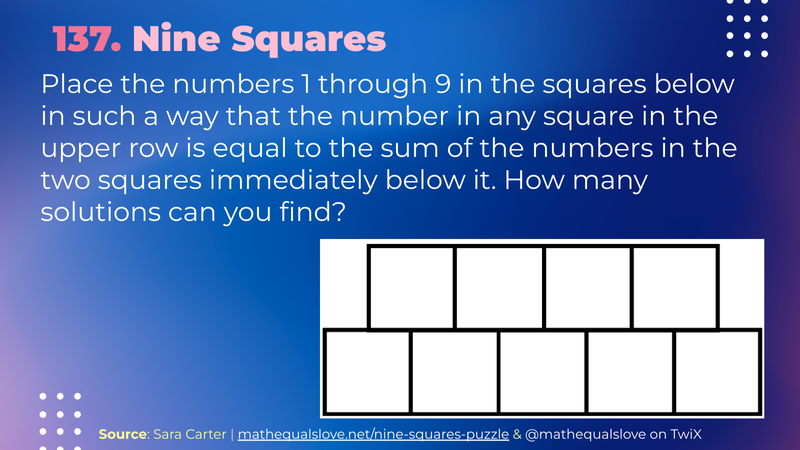 137. Nine Squares
Place the numbers 1 through 9 in the squares below
in such a way that the number in any square in the
upper row is equal to the sum of the numbers in the
two squares immediately below it. How many
solutions can you find?
Source: Sara Carter | mathequalslove.net/nine-squares-puzzle & @mathequalslove on TwiX